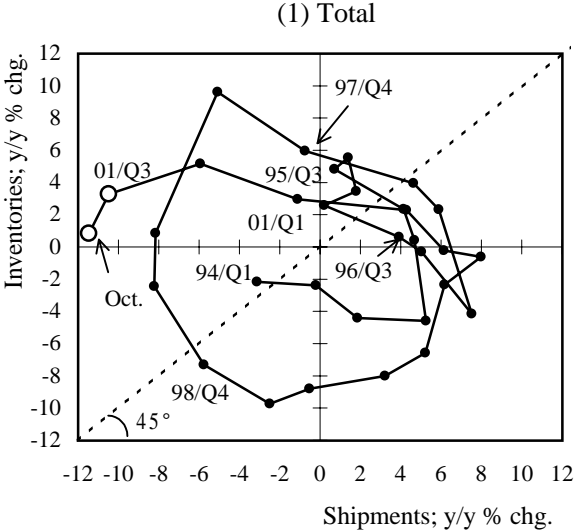 (1) Total
Inventories; y/y % chg.
12
10
8
6
4
2
0
-2
-4
-6
-8
-10
-12
97/Q4
01/Q3
95/Q3
01/Q1
94/Q1
96/Q3
Oct.
98/Q4
45°
-12 -10 -8 -6 -4 -2 0 2 4 6 8 10 12
Shipments; y/y % chg.